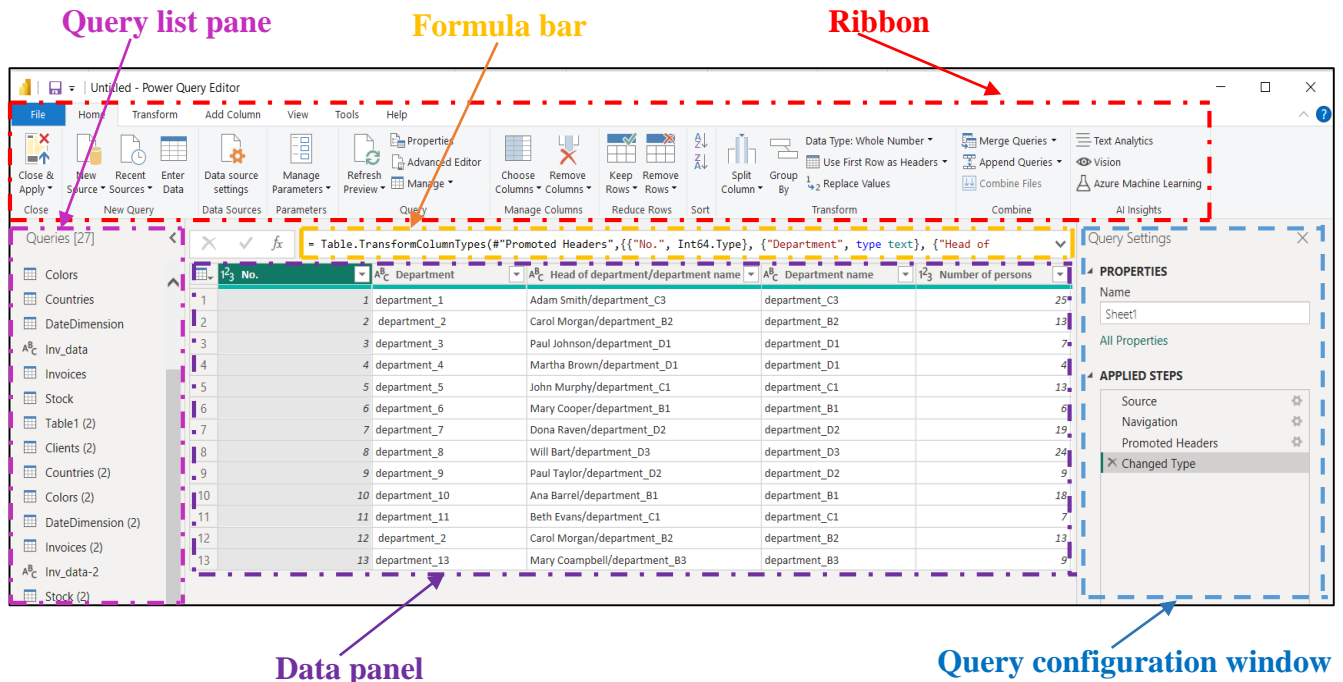 Query list pane
Formula bar
Ribbon
Untitled - Power Query Editor
File Home Transform Add Column View Tools Help
Close & Apply
New Source
Recent Sources
Enter Data
Data source settings
Manage Parameters
Refresh Preview
Properties
Advanced Editor
Manage
Choose Columns
Remove Columns
Keep Rows
Remove Rows
Split Column
Group By
Data Type: Whole Number
Use First Row as Headers
Replace Values
Merge Queries
Append Queries
Combine Files
Text Analytics
Vision
Azure Machine Learning
Close New Query Data Sources Parameters Query Manage Columns Reduce Rows Sort Transform Combine AI Insights
Queries [27]
Colors
Countries
DateDimension
ABC Inv_data
Invoices
Stock
Table1 (2)
Clients (2)
Countries (2)
Colors (2)
DateDimension (2)
Invoices (2)
ABC Inv_data-2
Stock (2)
fx = Table.TransformColumnTypes(#"Promoted Headers",{{"No.", Int64.Type}, {"Department", type text}, {"Head of
123 No. ABC Department ABC Head of department/department name ABC Department name 123 Number of persons
1 1 department_1 Adam Smith/department_C3 department_C3 25
2 2 department_2 Carol Morgan/department_B2 department_B2 13
3 3 department_3 Paul Johnson/department_D1 department_D1 7
4 4 department_4 Martha Brown/department_D1 department_D1 4
5 5 department_5 John Murphy/department_C1 department_C1 13
6 6 department_6 Mary Cooper/department_B1 department_B1 6
7 7 department_7 Dona Raven/department_D2 department_D2 19
8 8 department_8 Will Bart/department_D3 department_D3 24
9 9 department_9 Paul Taylor/department_D2 department_D2 9
10 10 department_10 Ana Barrel/department_B1 department_B1 18
11 11 department_11 Beth Evans/department_C1 department_C1 7
12 12 department_2 Carol Morgan/department_B2 department_B2 13
13 13 department_13 Mary Coampbell/department_B3 department_B3 9
Query Settings
PROPERTIES
Name
Sheet1
All Properties
APPLIED STEPS
Source
Navigation
Promoted Headers
Changed Type
Data panel
Query configuration window